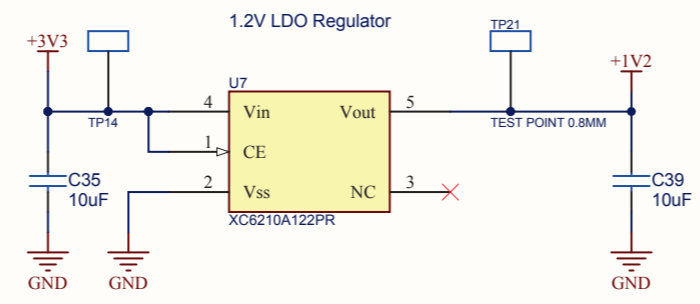 1.2V LDO Regulator
+3V3
TP21
+1V2
U7
4
Vin
Vout
5
TP14
TEST POINT 0.8MM
1
CE
C35
10uF
2
Vss
NC
3
C39
10uF
XC6210A122PR
GND
GND
GND